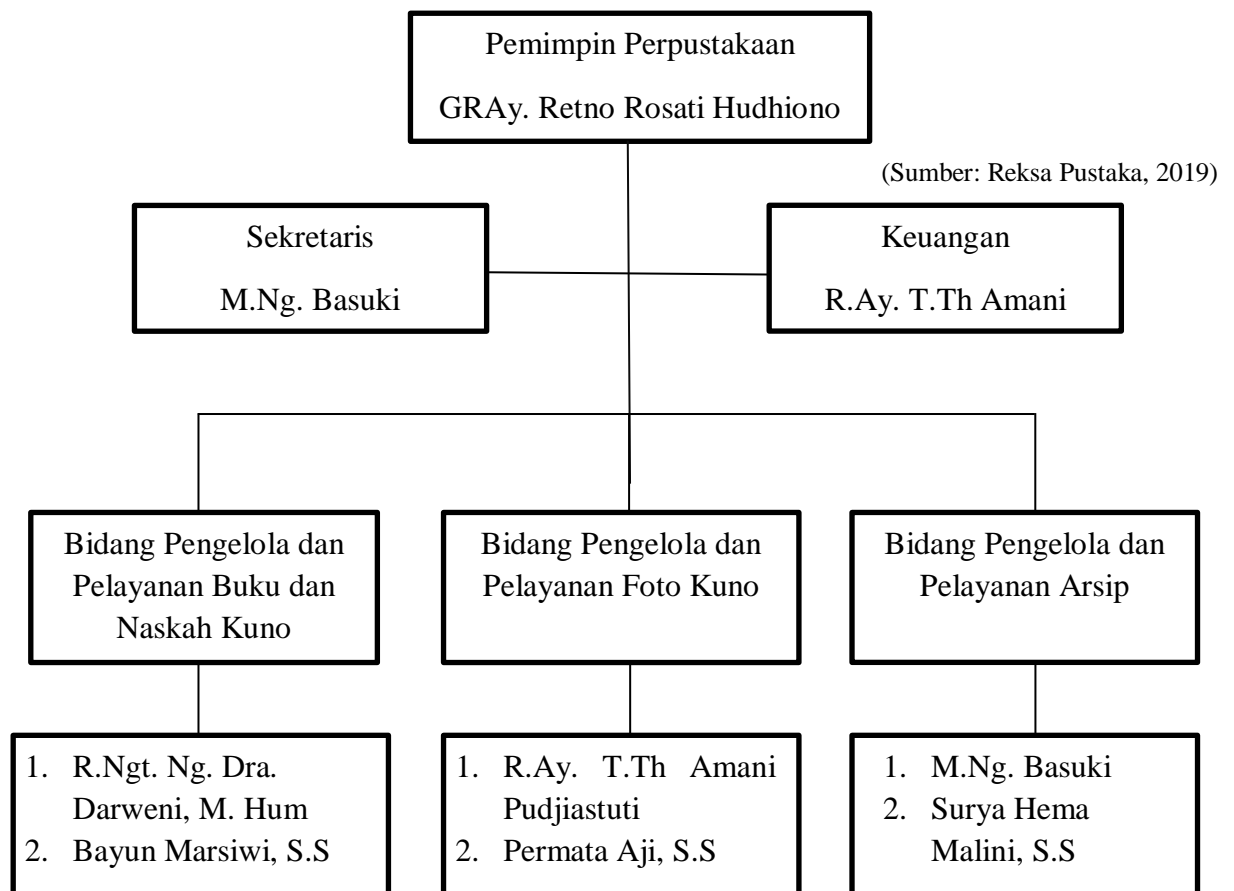 Pemimpin Perpustakaan
GRAy. Retno Rosati Hudhiono
(Sumber: Reksa Pustaka, 2019)
Sekretaris
M.Ng. Basuki
Keuangan
R.Ay. T.Th Amani
Bidang Pengelola dan
Pelayanan Buku dan
Naskah Kuno
Bidang Pengelola dan
Pelayanan Foto Kuno
Bidang Pengelola dan
Pelayanan Arsip
1. R.Ngt. Ng. Dra.
Darweni, M. Hum
2. Bayun Marsiwi, S.S
1. R.Ay. T.Th Amani
Pudjiastuti
2. Permata Aji, S.S
1. M.Ng. Basuki
2. Surya Hema
Malini, S.S